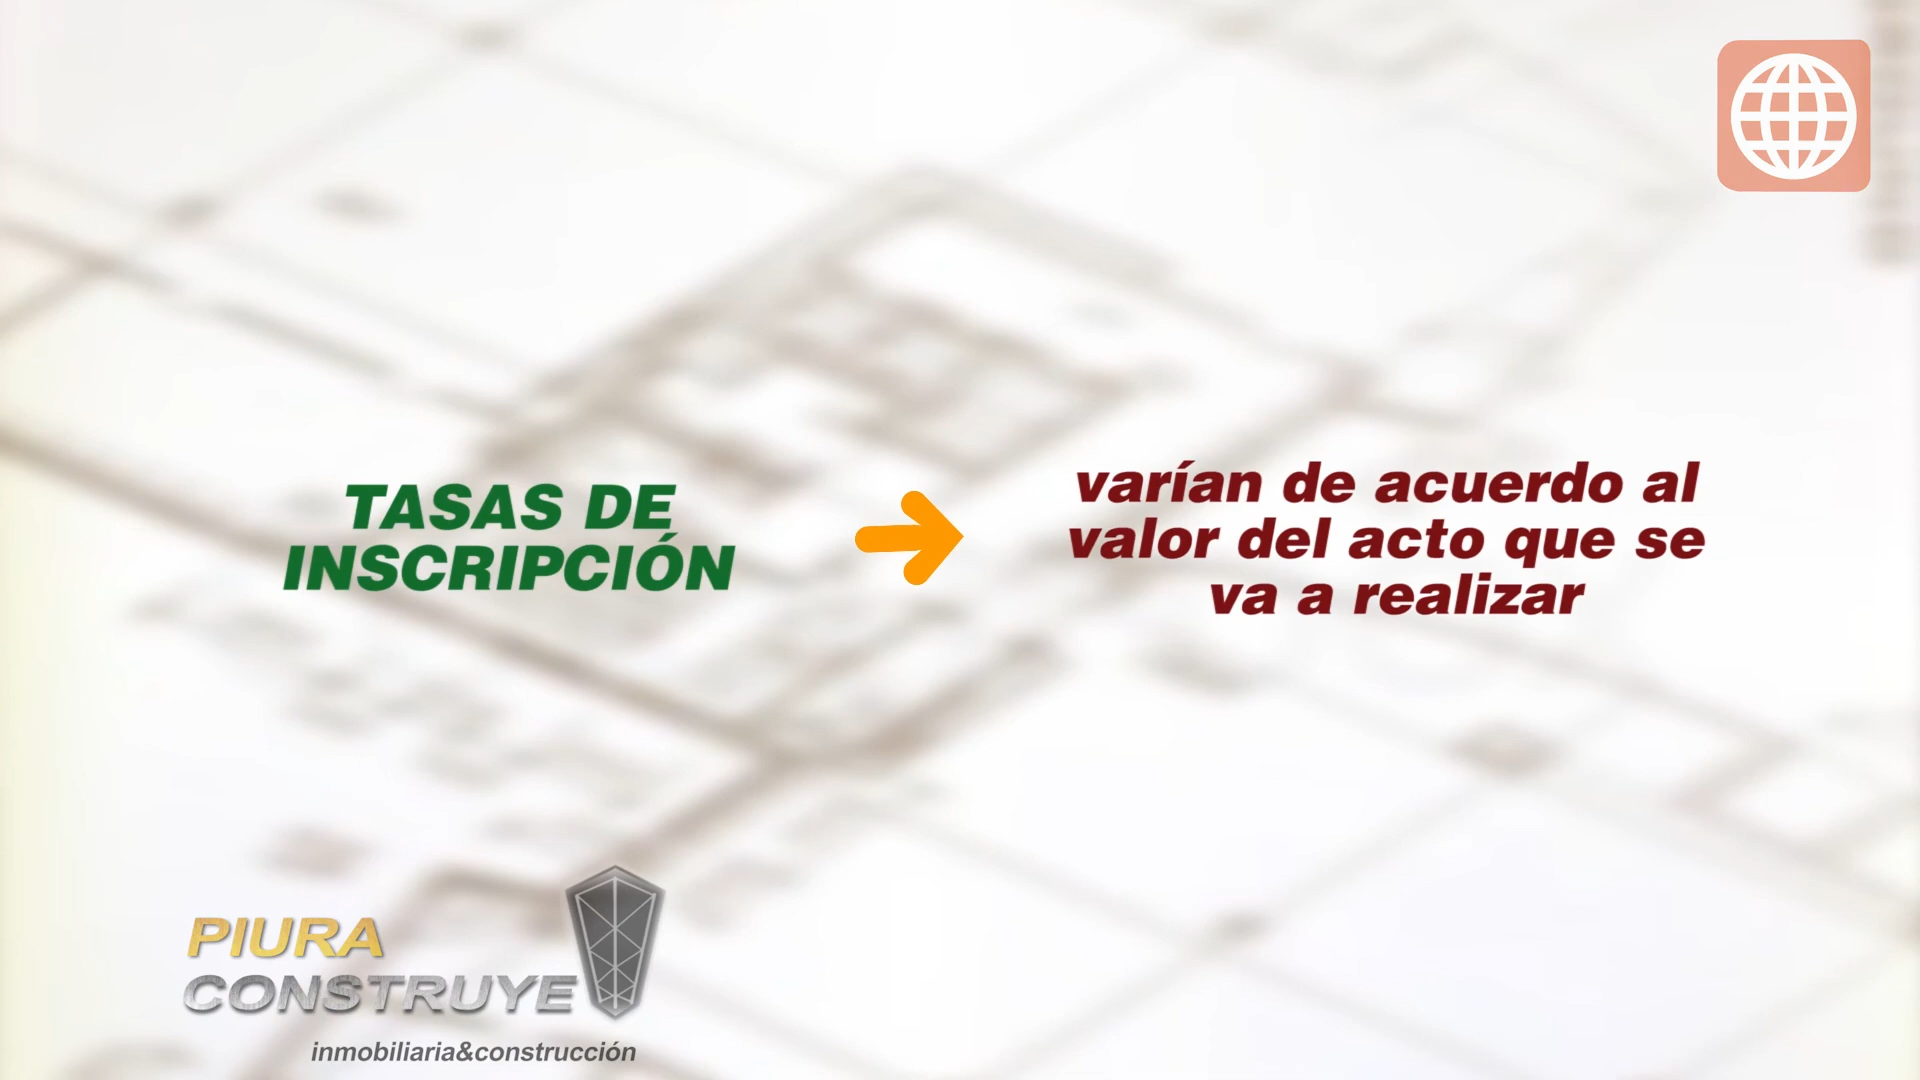 TASAS DE
INSCRIPCIÓN
varían de acuerdo al
valor del acto que se
va a realizar
PIURA
CONSTRUYE
inmobiliaria&construcción